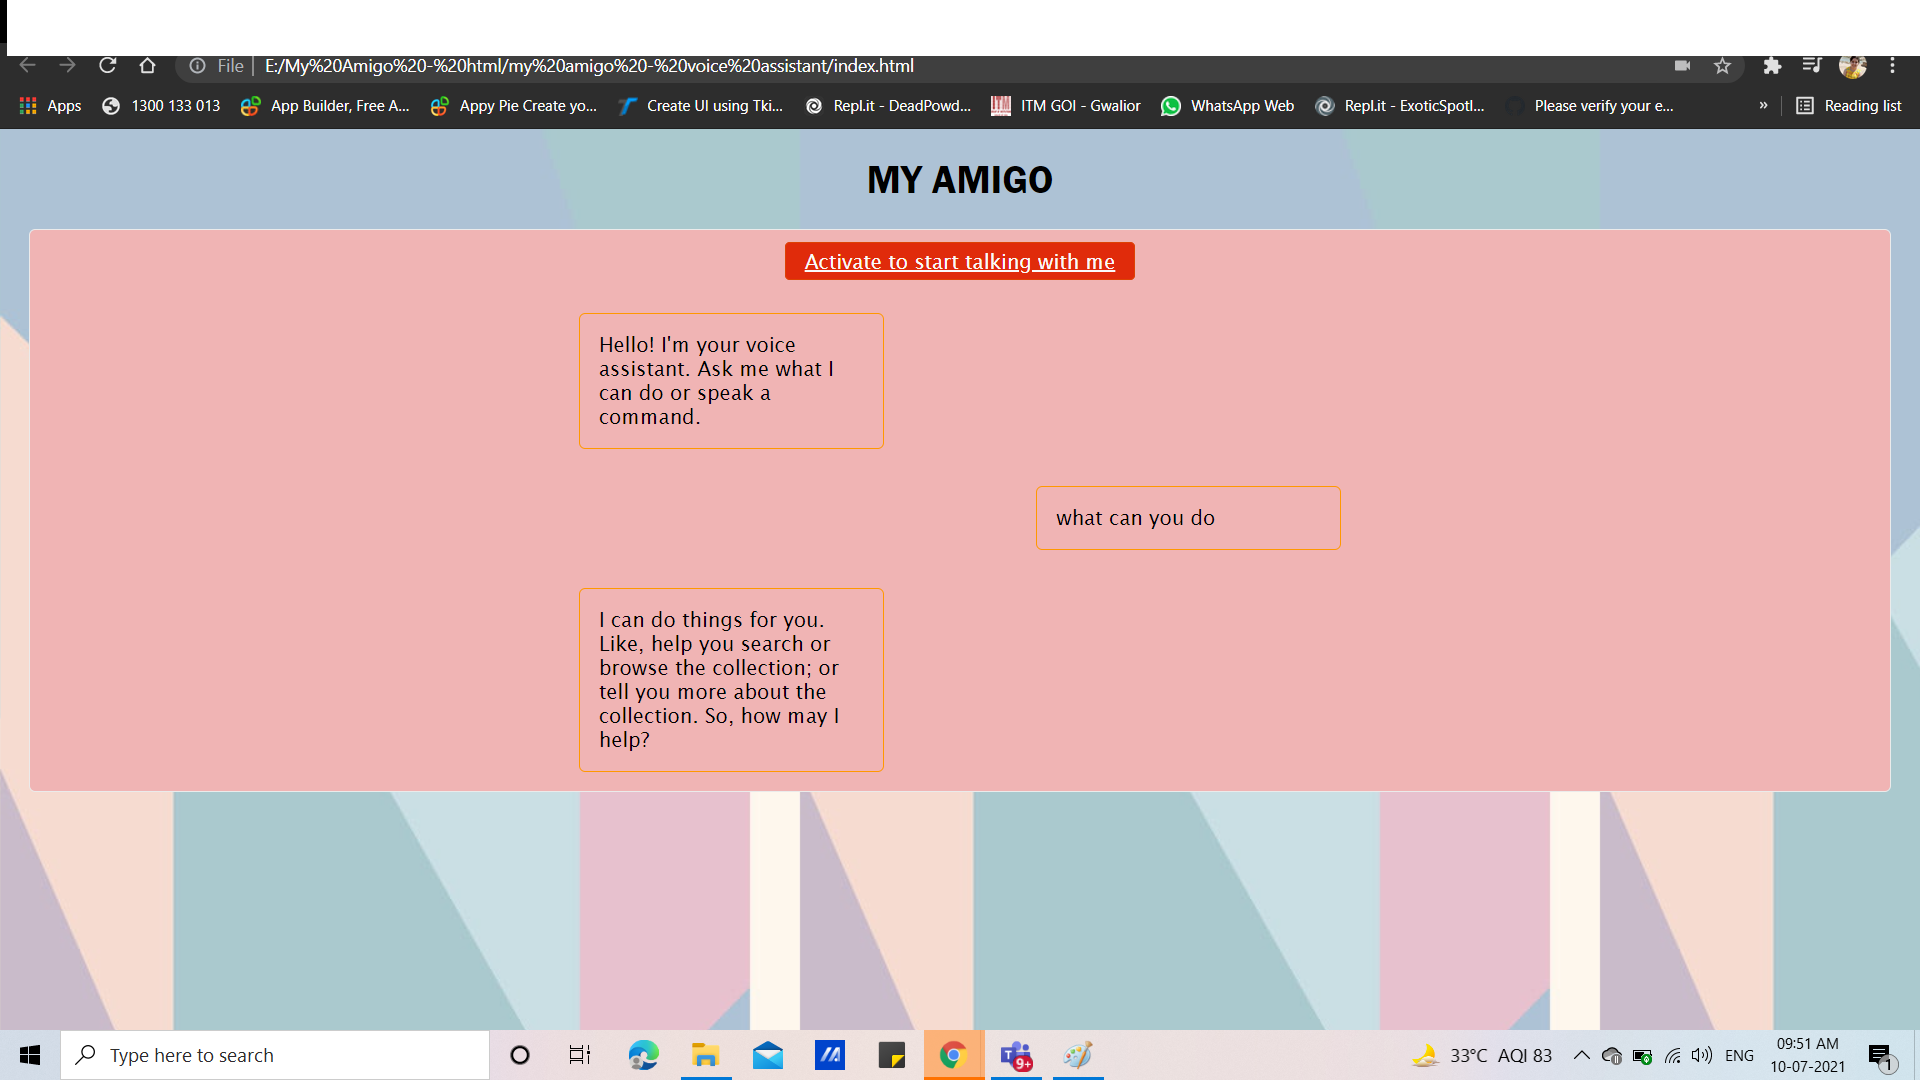 File | E:/My%20Amigo%20-%20html/my%20amigo%20-%20voice%20assistant/index.html
Apps 1300 133 013 App Builder, Free A... Appy Pie Create yo... Create UI using Tki... Repl.it - DeadPowd... ITM GOI - Gwalior WhatsApp Web Repl.it - ExoticSpotl... Please verify your e... » Reading list
MY AMIGO
Activate to start talking with me
Hello! I'm your voice
assistant. Ask me what I
can do or speak a
command.
what can you do
I can do things for you.
Like, help you search or
browse the collection; or
tell you more about the
collection. So, how may I
help?
Type here to search
9+
33°C AQI 83
ENG
09:51 AM
10-07-2021
1